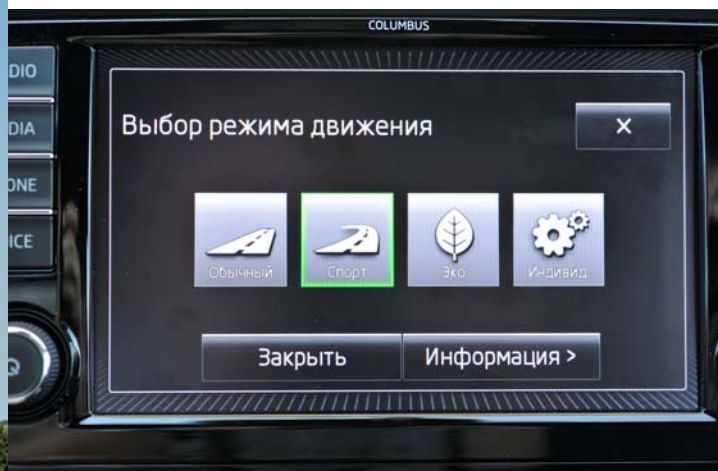 COLUMBUS
DIO
DIA
ONE
ICE
Выбор режима движения
X
Обычный Спорт Эко Индивид.
Закрыть Информация >